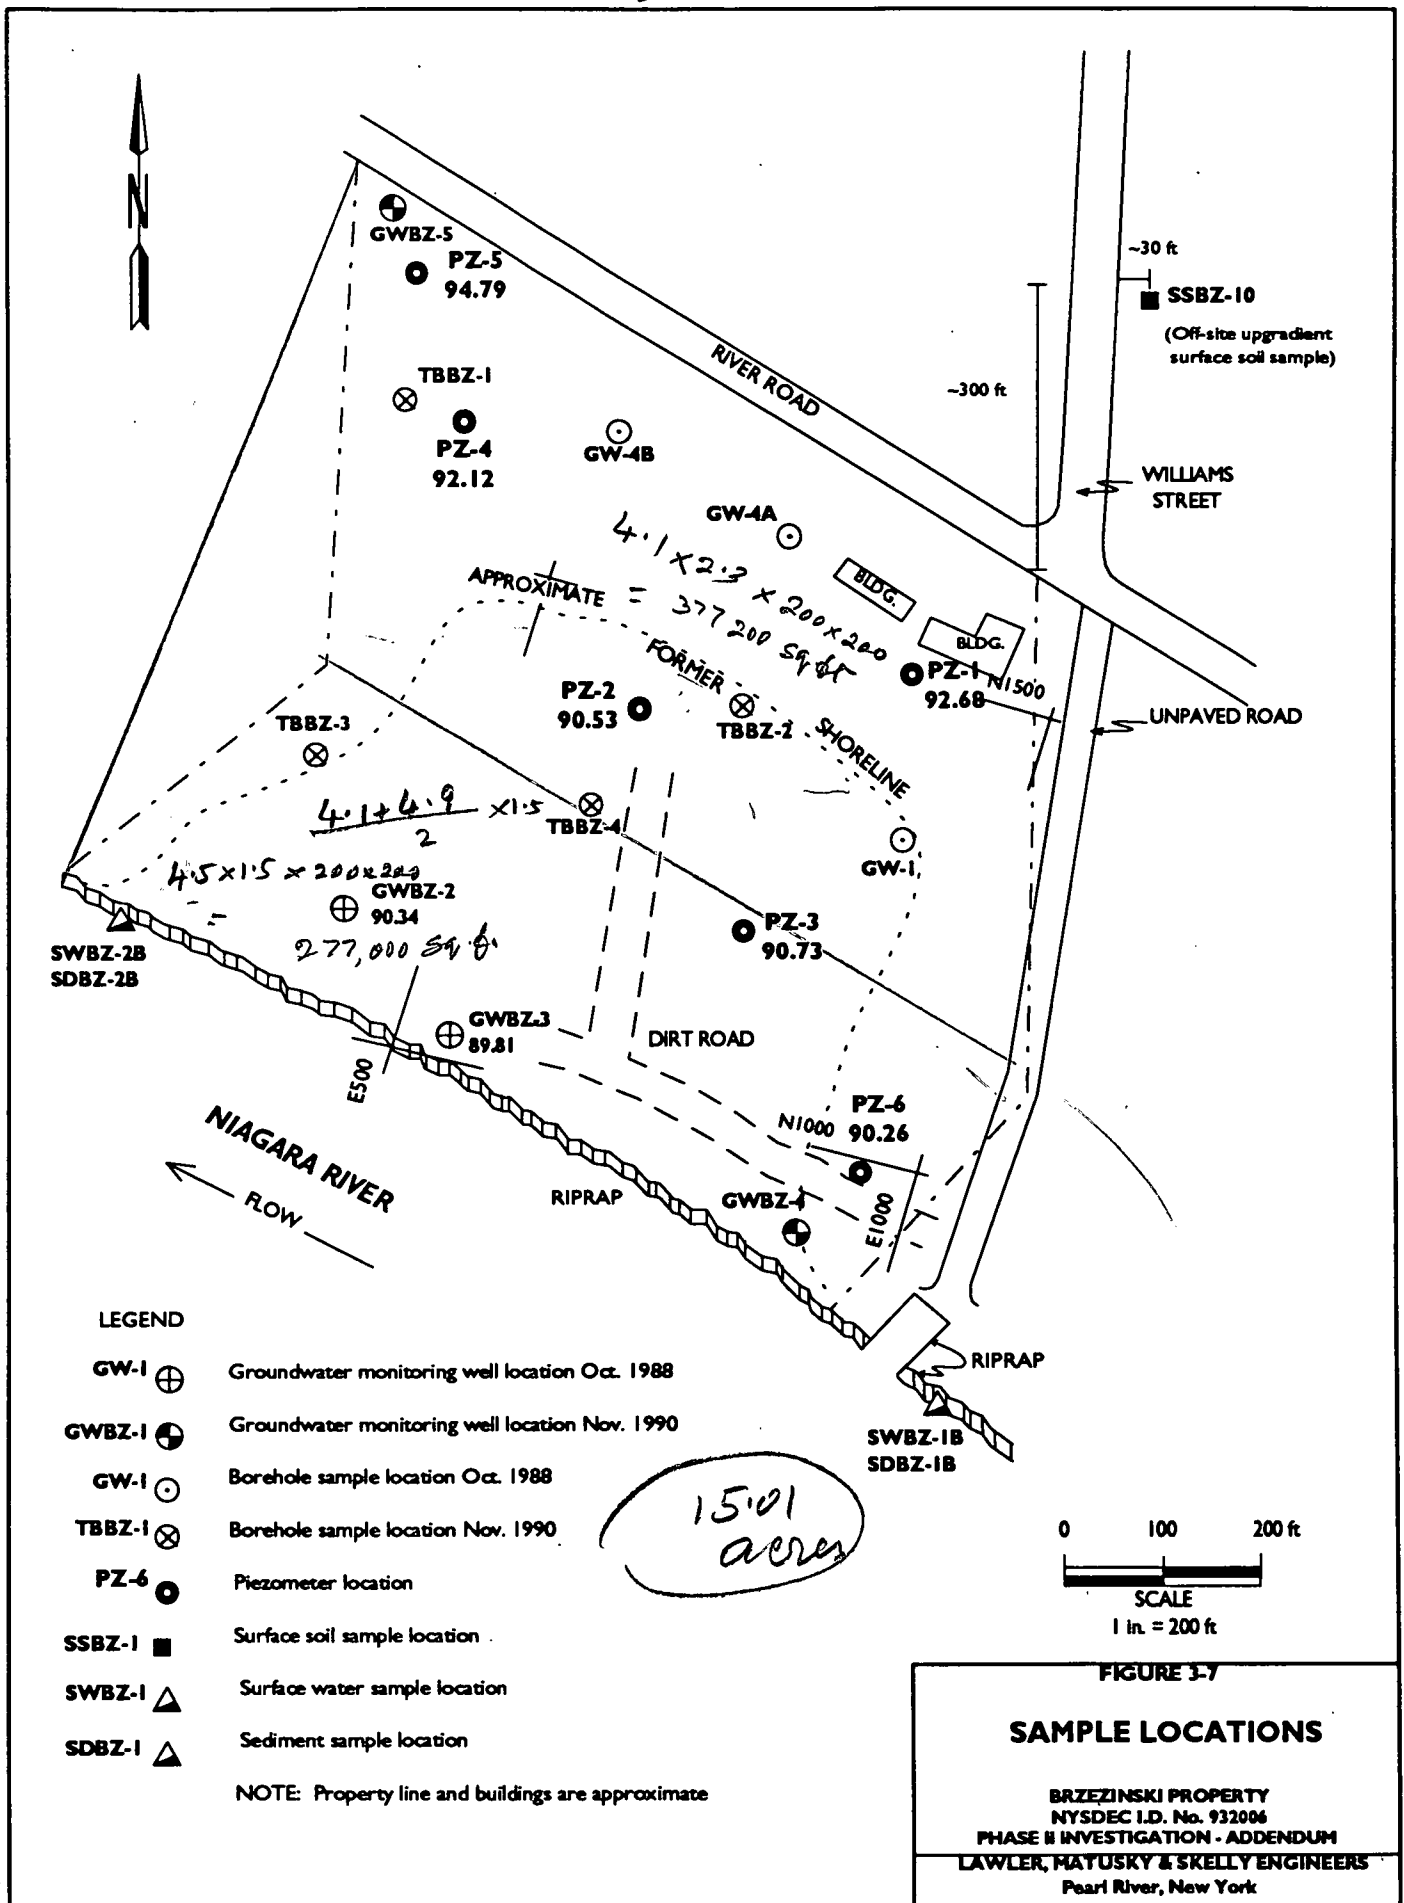 N
GWBZ-5
PZ-5
94.79
~30 ft
SSBZ-10
(Off-site upgradient
surface soil sample)
RIVER ROAD
~300 ft
TBBZ-1
PZ-4
92.12
GW-4B
WILLIAMS
STREET
GW-4A
4.1 x 2.3 x 200x200
= 377 200 sq ft
BLDG.
BLDG.
APPROXIMATE
FORMER
SHORELINE
PZ-1
92.68
N1500
PZ-2
90.53
TBBZ-2
UNPAVED ROAD
TBBZ-3
4.1+4.9 x1.5
2
TBBZ-4
GW-1
4.5x1.5 x 200x200
=
GWBZ-2
90.34
277,000 sq.ft.
PZ-3
90.73
SWBZ-2B
SDBZ-2B
GWBZ-3
89.81
DIRT ROAD
E500
PZ-6
90.26
N1000
NIAGARA RIVER
FLOW
RIPRAP
GWBZ-4
E1000
RIPRAP
SWBZ-1B
SDBZ-1B
LEGEND
GW-1 Groundwater monitoring well location Oct. 1988
GWBZ-1 Groundwater monitoring well location Nov. 1990
GW-1 Borehole sample location Oct. 1988
TBBZ-1 Borehole sample location Nov. 1990
PZ-6 Piezometer location
SSBZ-1 Surface soil sample location
SWBZ-1 Surface water sample location
SDBZ-1 Sediment sample location
NOTE: Property line and buildings are approximate
15.01
acres
0 100 200 ft
SCALE
1 in. = 200 ft
FIGURE 3-7
SAMPLE LOCATIONS
BRZEZINSKI PROPERTY
NYSDEC I.D. No. 932006
PHASE II INVESTIGATION - ADDENDUM
LAWLER, MATUSKY & SKELLY ENGINEERS
Pearl River, New York